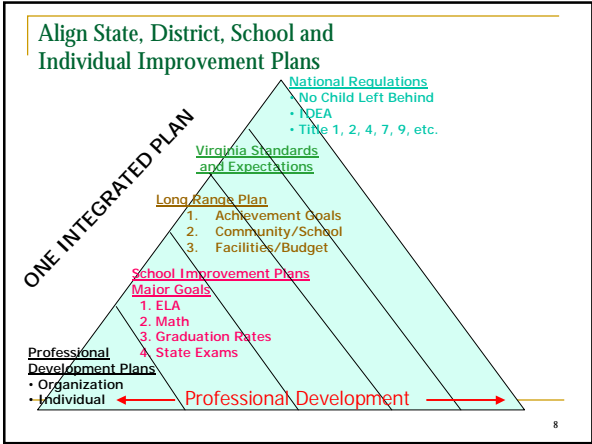 Align State, District, School and
Individual Improvement Plans
National Regulations
• No Child Left Behind
• IDEA
• Title 1, 2, 4, 7, 9, etc.
ONE INTEGRATED PLAN
Virginia Standards
and Expectations
Long Range Plan
1. Achievement Goals
2. Community/School
3. Facilities/Budget
School Improvement Plans
Major Goals
1. ELA
2. Math
3. Graduation Rates
4. State Exams
Professional
Development Plans
• Organization
• Individual
Professional Development
8